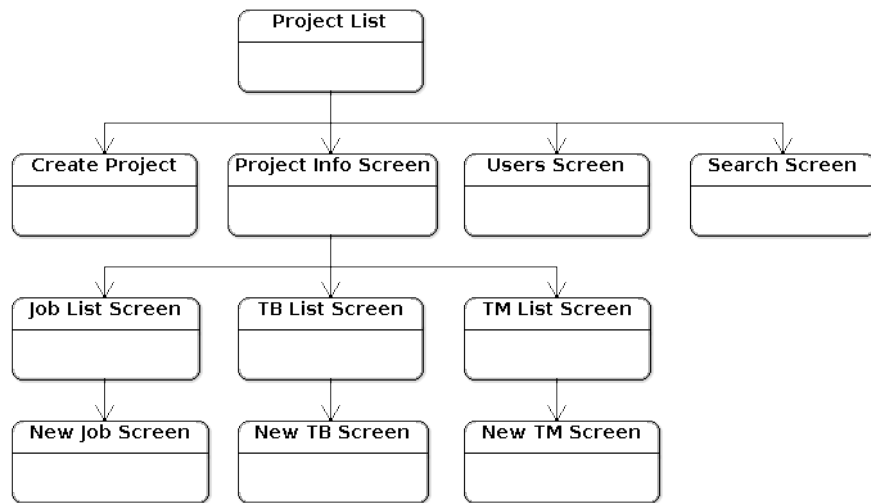 Project List
Create Project
Project Info Screen
Users Screen
Search Screen
Job List Screen
TB List Screen
TM List Screen
New Job Screen
New TB Screen
New TM Screen